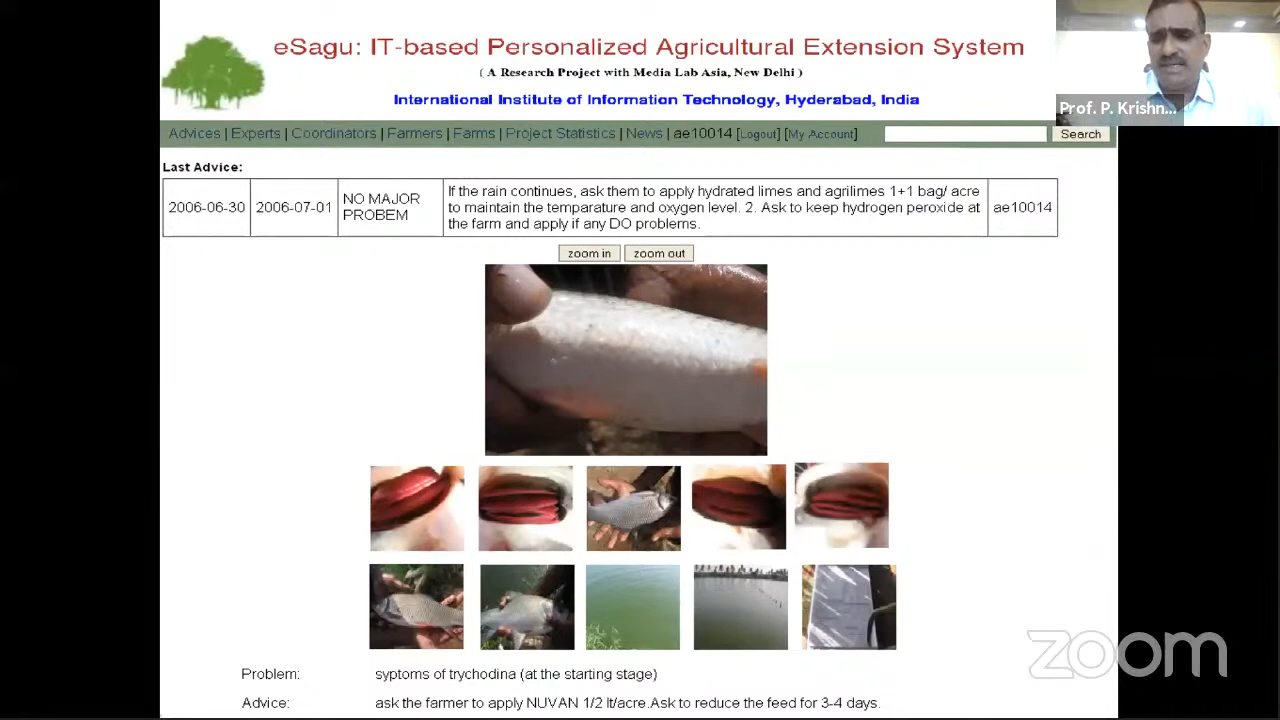 eSagu: IT-based Personalized Agricultural Extension System
( A Research Project with Media Lab Asia, New Delhi )
International Institute of Information Technology, Hyderabad, India
Prof. P. Krishn...
Advices | Experts | Coordinators | Farmers | Farms | Project Statistics | News | ae10014 [Logout] [My Account]
Search
Last Advice:
2006-06-30
2006-07-01
NO MAJOR
PROBEM
If the rain continues, ask them to apply hydrated limes and agrilimes 1+1 bag/ acre
to maintain the temparature and oxygen level. 2. Ask to keep hydrogen peroxide at
the farm and apply if any DO problems.
ae10014
zoom in
zoom out
zoom
Problem: syptoms of trychodina (at the starting stage)
Advice: ask the farmer to apply NUVAN 1/2 lt/acre.Ask to reduce the feed for 3-4 days.